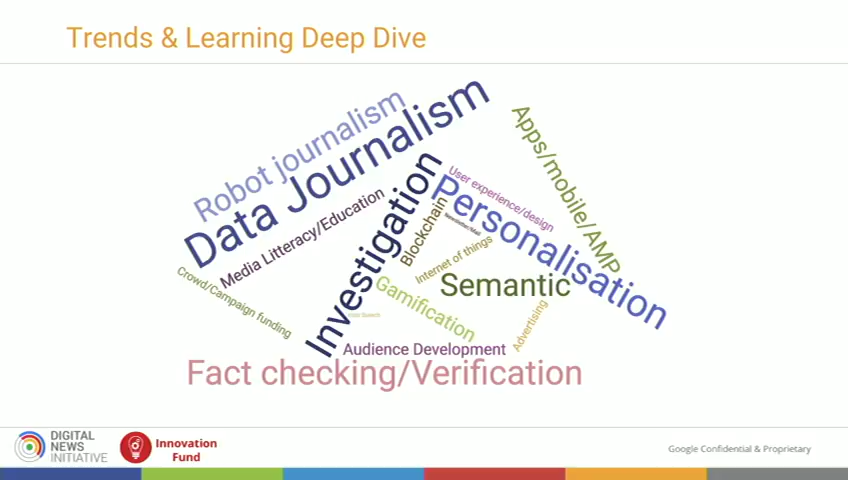 Trends & Learning Deep Dive
Robot journalism
Data Journalism
Apps/mobile/AMP
Media Litteracy/Education
Investigation
User experience/design
Personalisation
Blockchain
Internet of things
Crowd/Campaign funding
Semantic
Gamification
Advertising
Audience Development
Fact checking/Verification
DIGITAL
NEWS
INITIATIVE
Innovation
Fund
Google Confidential & Proprietary